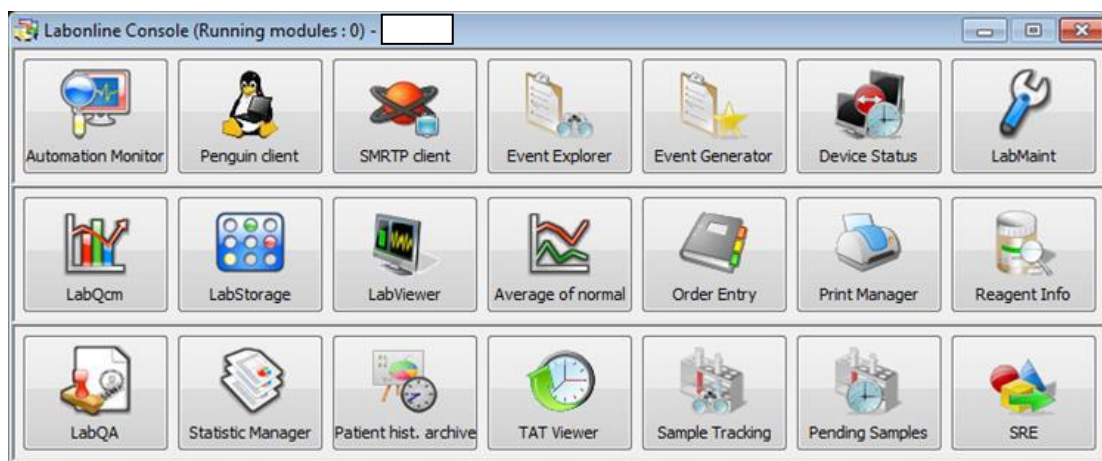 Labonline Console (Running modules : 0) -
Automation Monitor Penguin client SMRTP client Event Explorer Event Generator Device Status LabMaint
LabQcm LabStorage LabViewer Average of normal Order Entry Print Manager Reagent Info
LabQA Statistic Manager Patient hist. archive TAT Viewer Sample Tracking Pending Samples SRE